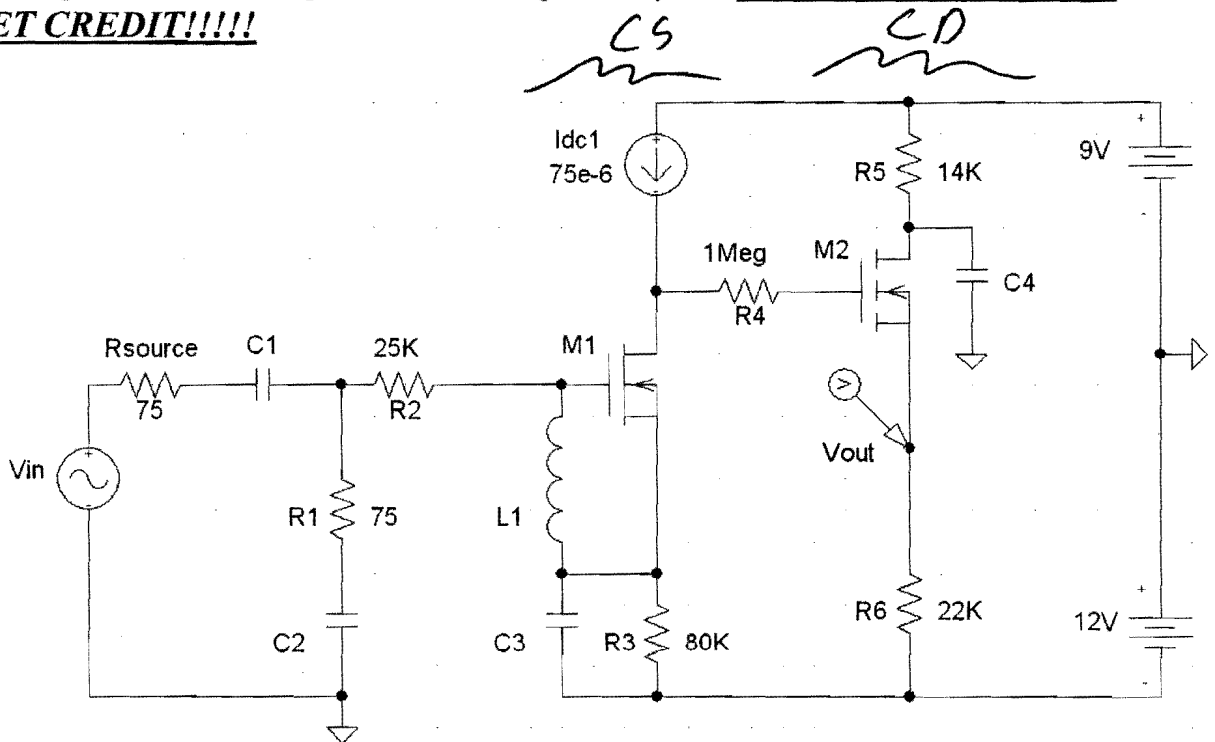 ET CREDIT!!!!!
CS CD
Idc1
75e-6
R5 14K
9V
1Meg
R4
M2
C4
Rsource
75
C1
25K
R2
M1
Vin
R1 75
L1
Vout
C2
C3
R3 80K
R6 22K
12V